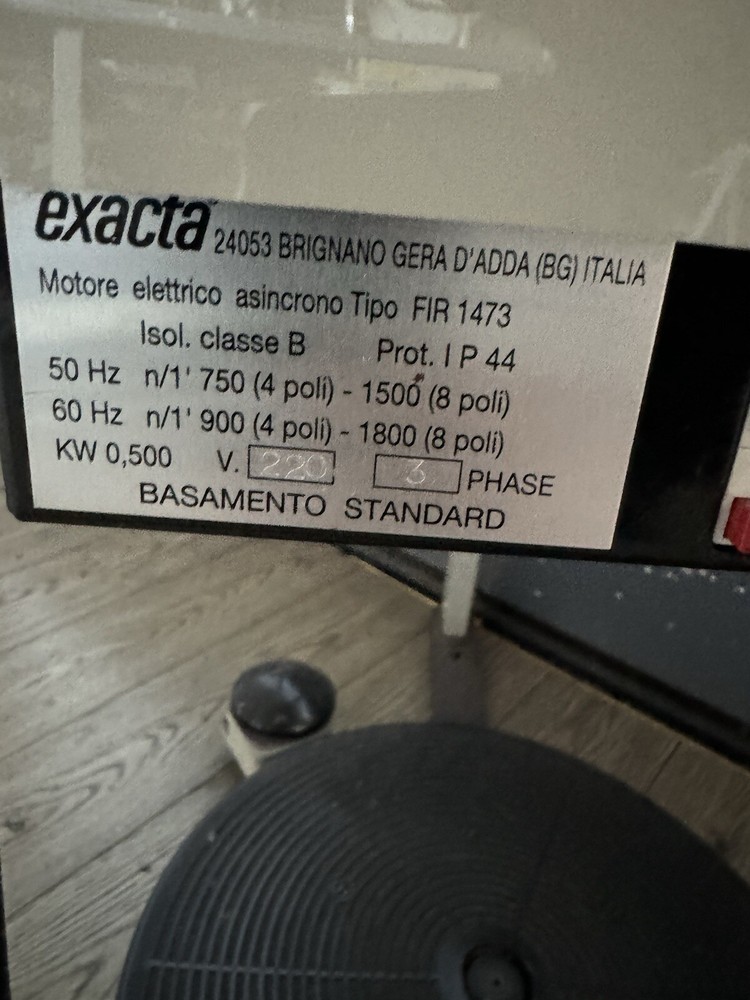 exacta 24053 BRIGNANO GERA D'ADDA (BG) ITALIA
Motore elettrico asincrono Tipo FIR 1473
Isol. classe B Prot. I P 44
50 Hz n/1' 750 (4 poli) - 1500 (8 poli)
60 Hz n/1' 900 (4 poli) - 1800 (8 poli)
KW 0,500 V. 220 3 PHASE
BASAMENTO STANDARD